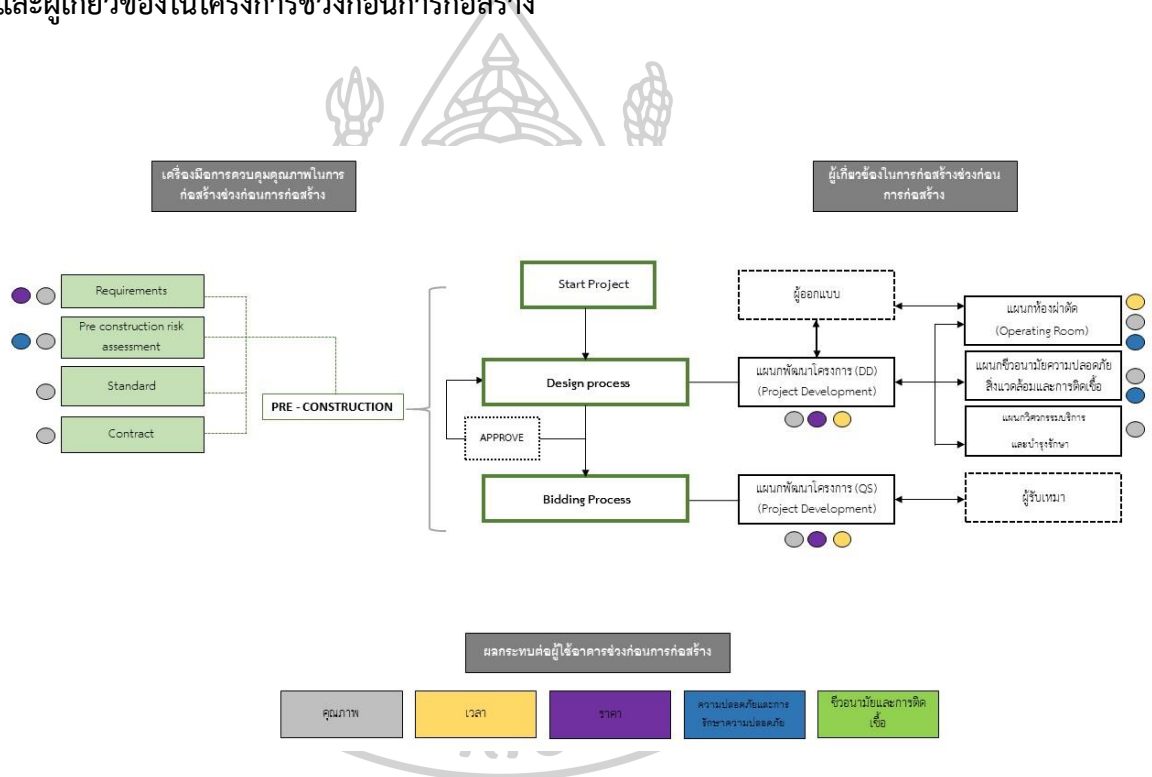 และผู้เกี่ยวข้องในโครงการช่วงก่อนการก่อสร้าง
เครื่องมือการควบคุมคุณภาพในการ
ก่อสร้างช่วงก่อนการก่อสร้าง
ผู้เกี่ยวข้องในการก่อสร้างช่วงก่อน
การก่อสร้าง
Requirements
Pre construction risk
assessment
Standard
Contract
PRE - CONSTRUCTION
Start Project
Design process
APPROVE
Bidding Process
ผู้ออกแบบ
แผนกพัฒนาโครงการ (DD)
(Project Development)
แผนกพัฒนาโครงการ (QS)
(Project Development)
แผนกห้องผ่าตัด
(Operating Room)
แผนกชีวอนามัยความปลอดภัย
สิ่งแวดล้อมและการติดเชื้อ
แผนกวิศวกรรมบริการ
และบำรุงรักษา
ผู้รับเหมา
ผลกระทบต่อผู้ใช้อาคารช่วงก่อนการก่อสร้าง
คุณภาพ
เวลา
ราคา
ความปลอดภัยและการ
รักษาความปลอดภัย
ชีวอนามัยและการติด
เชื้อ